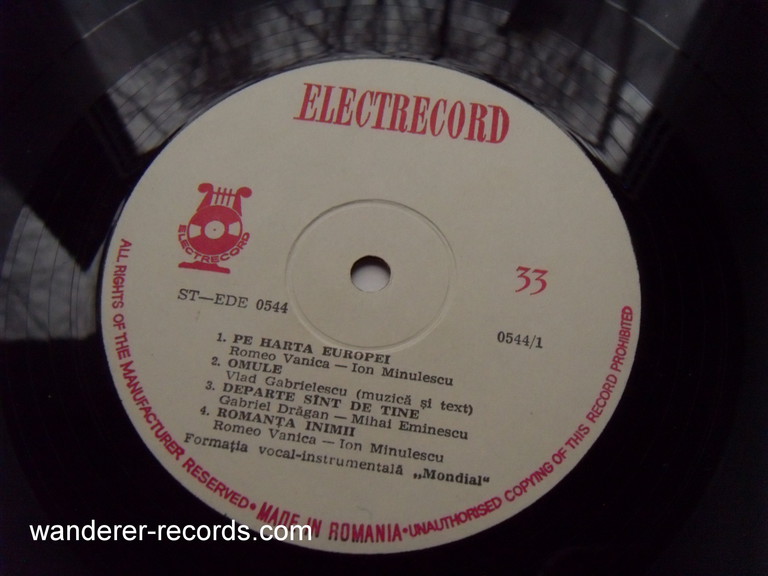 ELECTRECORD
ELECTRECORD
33
ST—EDE 0544
0544/1
1. PE HARTA EUROPEI
Romeo Vanica — Ion Minulescu
2. OMULE
Vlad Gabrielescu (muzică și text)
3. DEPARTE SÎNT DE TINE
Gabriel Drăgan — Mihai Eminescu
4. ROMANȚA INIMII
Romeo Vanica — Ion Minulescu
Formația vocal-instrumentală „Mondial“
ALL RIGHTS OF THE MANUFACTURER RESERVED • MADE IN ROMANIA • UNAUTHORISED COPYING OF THIS RECORD PROHIBITED
wanderer-records.com